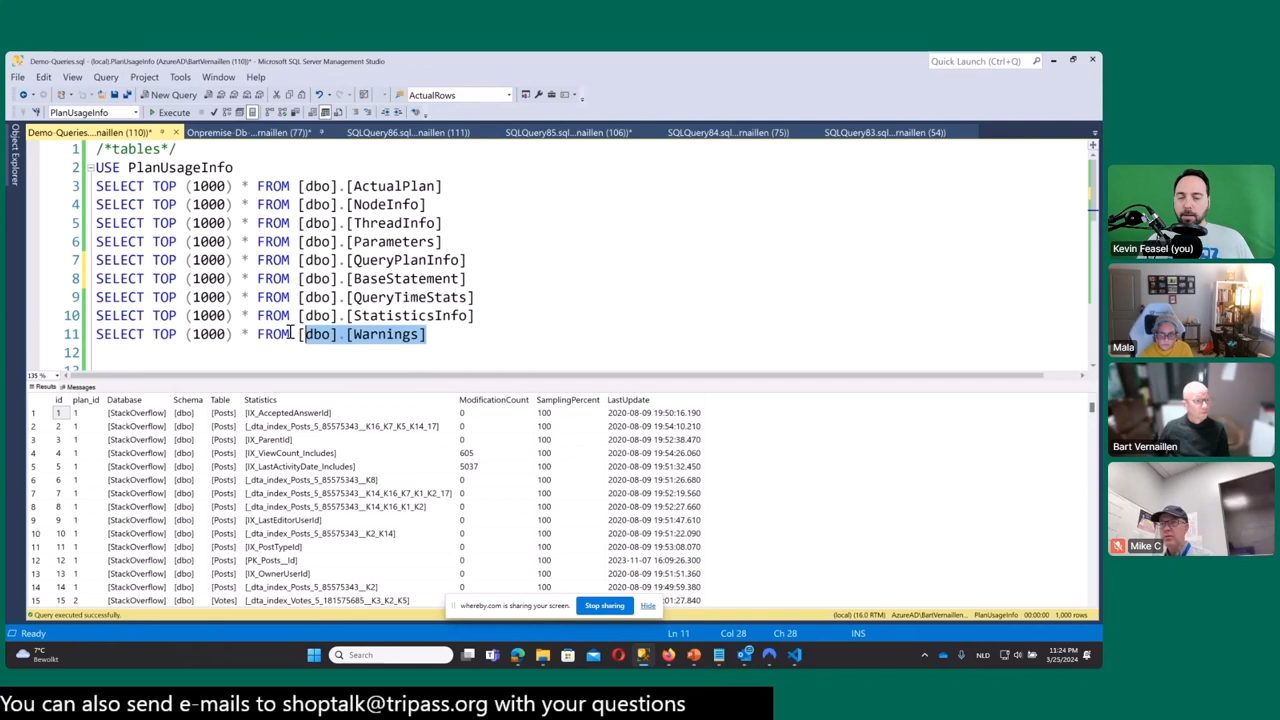 Demo-Queries.sql - (local).PlanUsageInfo (AzureAD\BartVernaillen (110))* - Microsoft SQL Server Management Studio
Quick Launch (Ctrl+Q)
File Edit View Query Project Tools Window Help
New Query
ActualRows
PlanUsageInfo
Execute
Demo-Queries....naillen (110))*
Onpremise-Db-...rnaillen (77))*
SQLQuery86.sql...naillen (111))
SQLQuery85.sql...naillen (106))*
SQLQuery84.sql...rnaillen (75))
SQLQuery83.sql...rnaillen (54))
Object Explorer
1 /*tables*/
2 USE PlanUsageInfo
3 SELECT TOP (1000) * FROM [dbo].[ActualPlan]
4 SELECT TOP (1000) * FROM [dbo].[NodeInfo]
5 SELECT TOP (1000) * FROM [dbo].[ThreadInfo]
6 SELECT TOP (1000) * FROM [dbo].[Parameters]
7 SELECT TOP (1000) * FROM [dbo].[QueryPlanInfo]
8 SELECT TOP (1000) * FROM [dbo].[BaseStatement]
9 SELECT TOP (1000) * FROM [dbo].[QueryTimeStats]
10 SELECT TOP (1000) * FROM [dbo].[StatisticsInfo]
11 SELECT TOP (1000) * FROM [dbo].[Warnings]
12
135 %
Results Messages
id plan_id Database Schema Table Statistics ModificationCount SamplingPercent LastUpdate
1 1 1 [StackOverflow] [dbo] [Posts] [IX_AcceptedAnswerId] 0 100 2020-08-09 19:50:16.190
2 2 1 [StackOverflow] [dbo] [Posts] [_dta_index_Posts_5_85575343__K16_K7_K5_K14_17] 0 100 2020-08-09 19:54:10.210
3 3 1 [StackOverflow] [dbo] [Posts] [IX_ParentId] 0 100 2020-08-09 19:52:38.470
4 4 1 [StackOverflow] [dbo] [Posts] [IX_ViewCount_Includes] 605 100 2020-08-09 19:54:26.060
5 5 1 [StackOverflow] [dbo] [Posts] [IX_LastActivityDate_Includes] 5037 100 2020-08-09 19:51:32.450
6 6 1 [StackOverflow] [dbo] [Posts] [_dta_index_Posts_5_85575343__K8] 0 100 2020-08-09 19:51:26.680
7 7 1 [StackOverflow] [dbo] [Posts] [_dta_index_Posts_5_85575343__K14_K16_K7_K1_K2_17] 0 100 2020-08-09 19:52:19.560
8 8 1 [StackOverflow] [dbo] [Posts] [_dta_index_Posts_5_85575343__K14_K16_K1_K2] 0 100 2020-08-09 19:52:27.660
9 9 1 [StackOverflow] [dbo] [Posts] [IX_LastEditorUserId] 0 100 2020-08-09 19:51:47.610
10 10 1 [StackOverflow] [dbo] [Posts] [_dta_index_Posts_5_85575343__K2_K14] 0 100 2020-08-09 19:51:22.090
11 11 1 [StackOverflow] [dbo] [Posts] [IX_PostTypeId] 0 100 2020-08-09 19:53:08.070
12 12 1 [StackOverflow] [dbo] [Posts] [PK_Posts__Id] 0 100 2023-11-07 16:09:26.300
13 13 1 [StackOverflow] [dbo] [Posts] [IX_OwnerUserId] 0 100 2020-08-09 19:51:51.360
14 14 1 [StackOverflow] [dbo] [Posts] [_dta_index_Posts_5_85575343__K2] 0 100 2020-08-09 19:49:59.380
15 15 2 [StackOverflow] [dbo] [Votes] [_dta_index_Votes_5_181575685__K3_K2_K5] :01:27.840
whereby.com is sharing your screen. Stop sharing Hide
Query executed successfully.
(local) (16.0 RTM) AzureAD\BartVernaillen... PlanUsageInfo 00:00:00 1,000 rows
Ready
Ln 11 Col 28 Ch 28 INS
7°C
Bewolkt
Search
NLD
11:24 PM
3/25/2024
Kevin Feasel (you)
Mallala
Bart Vernaillen
Mike C
You can also send e-mails to shoptalk@tripass.org with your questions